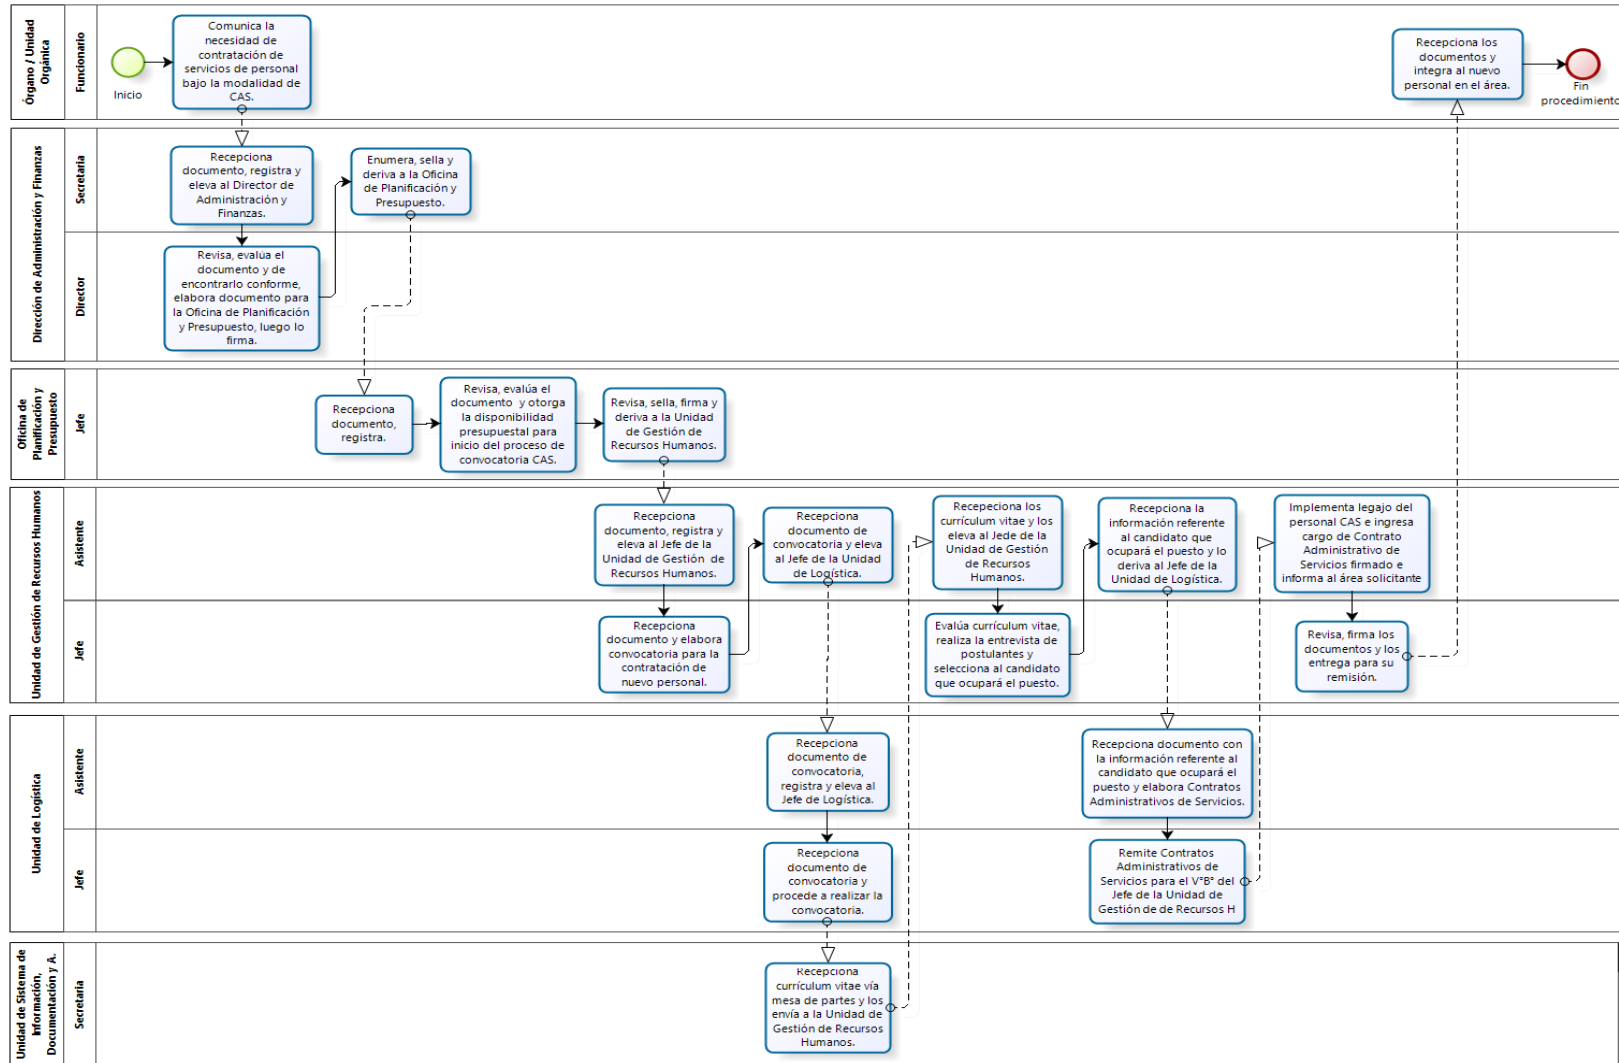 Órgano / Unidad
Orgánica
Funcionario
Inicio
Comunica la
necesidad de
contratación de
servicios de personal
bajo la modalidad de
CAS.
Recepciona los
documentos y
integra al nuevo
personal en el área.
Fin
procedimiento
Dirección de Administración y Finanzas
Secretaria
Recepciona
documento, registra y
eleva al Director de
Administración y
Finanzas.
Enumera, sella y
deriva a la Oficina
de Planificación y
Presupuesto.
Director
Revisa, evalúa el
documento y de
encontrarlo conforme,
elabora documento para
la Oficina de Planificación
y Presupuesto, luego lo
firma.
Oficina de
Planificación y
Presupuesto
Jefe
Recepciona
documento,
registra.
Revisa, evalúa el
documento y otorga
la disponibilidad
presupuestal para
inicio del proceso de
convocatoria CAS.
Revisa, sella, firma y
deriva a la Unidad
de Gestión de
Recursos Humanos.
Unidad de Gestión de Recursos Humanos
Asistente
Recepciona
documento, registra y
eleva al Jefe de la
Unidad de Gestión de
Recursos Humanos.
Recepciona
documento de
convocatoria y eleva
al Jefe de la Unidad
de Logística.
Recepeciona los
currículum vitae y los
eleva al Jede de la
Unidad de Gestión
de Recursos
Humanos.
Recepciona la
información referente
al candidato que
ocupará el puesto y lo
deriva al Jefe de la
Unidad de Logística.
Implementa legajo del
personal CAS e ingresa
cargo de Contrato
Administrativo de
Servicios firmado e
informa al área solicitante
Jefe
Recepciona
documento y elabora
convocatoria para la
contratación de
nuevo personal.
Evalúa currículum vitae,
realiza la entrevista de
postulantes y
selecciona al candidato
que ocupará el puesto.
Revisa, firma los
documentos y los
entrega para su
remisión.
Unidad de Logística
Asistente
Recepciona
documento de
convocatoria,
registra y eleva al
Jefe de Logística.
Recepciona documento con
la información referente al
candidato que ocupará el
puesto y elabora Contratos
Administrativos de Servicios.
Jefe
Recepciona
documento de
convocatoria y
procede a realizar la
convocatoria.
Remite Contratos
Administrativos de
Servicios para el V°B° del
Jefe de la Unidad de
Gestión de de Recursos H
Unidad de Sistema de
Información,
Documentación y A.
Secretaria
Recepciona
currículum vitae vía
mesa de partes y los
envía a la Unidad de
Gestión de Recursos
Humanos.